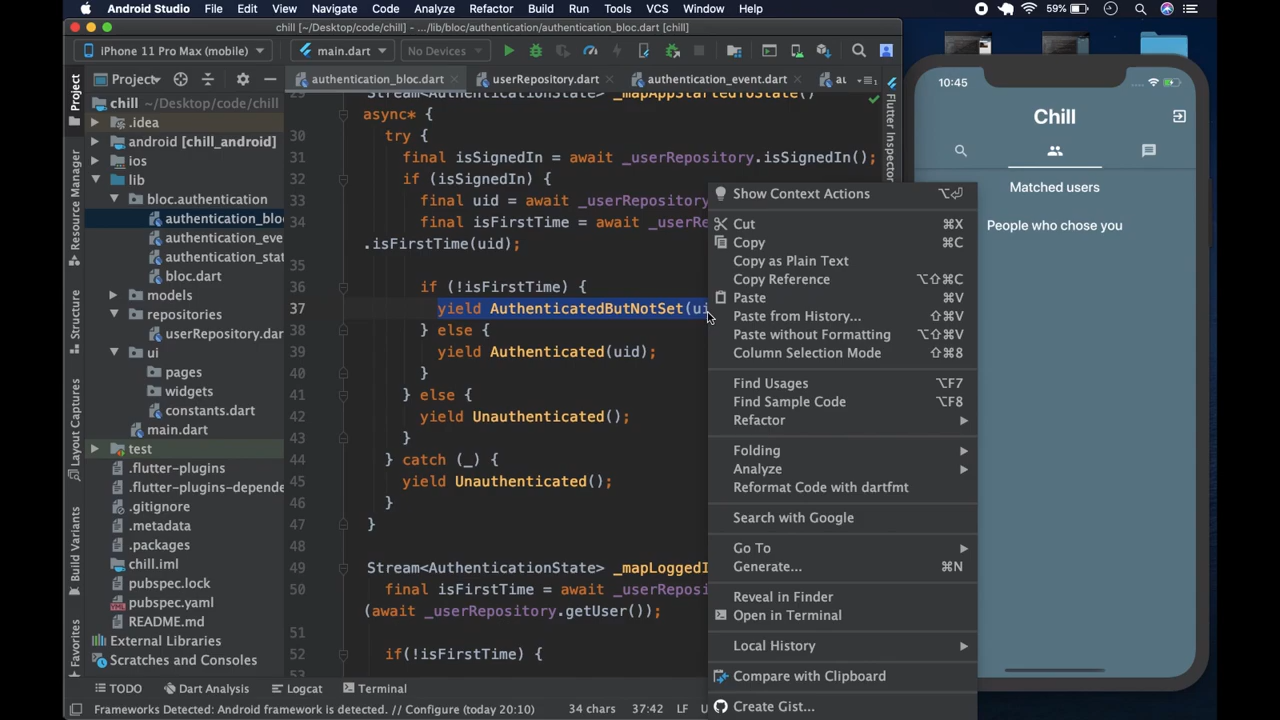 Android Studio File Edit View Navigate Code Analyze Refactor Build Run Tools VCS Window Help 59%
chill [~/Desktop/code/chill] - .../lib/bloc/authentication/authentication_bloc.dart [chill]
iPhone 11 Pro Max (mobile) main.dart No Devices
Project authentication_bloc.dart userRepository.dart authentication_event.dart au
Project
Resource Manager
Structure
Layout Captures
Build Variants
Favorites
chill ~/Desktop/code/chill
.idea
android [chill_android]
ios
lib
bloc.authentication
authentication_blo
authentication_eve
authentication_sta
bloc.dart
models
repositories
userRepository.dar
ui
pages
widgets
constants.dart
main.dart
test
.flutter-plugins
.flutter-plugins-depende
.gitignore
.metadata
.packages
chill.iml
pubspec.lock
pubspec.yaml
README.md
External Libraries
Scratches and Consoles
29 Stream<AuthenticationState> _mapAppStartedToState()
async* {
30 try {
31 final isSignedIn = await _userRepository.isSignedIn();
32 if (isSignedIn) {
33 final uid = await _userRepository
34 final isFirstTime = await _userRe
.isFirstTime(uid);
35
36 if (!isFirstTime) {
37 yield AuthenticatedButNotSet(ui
38 } else {
39 yield Authenticated(uid);
40 }
41 } else {
42 yield Unauthenticated();
43 }
44 } catch (_) {
45 yield Unauthenticated();
46 }
47 }
48
49 Stream<AuthenticationState> _mapLoggedI
50 final isFirstTime = await _userReposi
(await _userRepository.getUser());
51
52 if(!isFirstTime) {
53
Show Context Actions ⌥⏎
Cut ⌘X
Copy ⌘C
Copy as Plain Text
Copy Reference ⌥⇧⌘C
Paste ⌘V
Paste from History... ⇧⌘V
Paste without Formatting ⌥⇧⌘V
Column Selection Mode ⇧⌘8
Find Usages ⌥F7
Find Sample Code ⌥F8
Refactor
Folding
Analyze
Reformat Code with dartfmt
Search with Google
Go To
Generate... ⌘N
Reveal in Finder
Open in Terminal
Local History
Compare with Clipboard
Create Gist...
Flutter Inspector
10:45
Chill
Matched users
People who chose you
TODO Dart Analysis Logcat Terminal
Frameworks Detected: Android framework is detected. // Configure (today 20:10) 34 chars 37:42 LF U